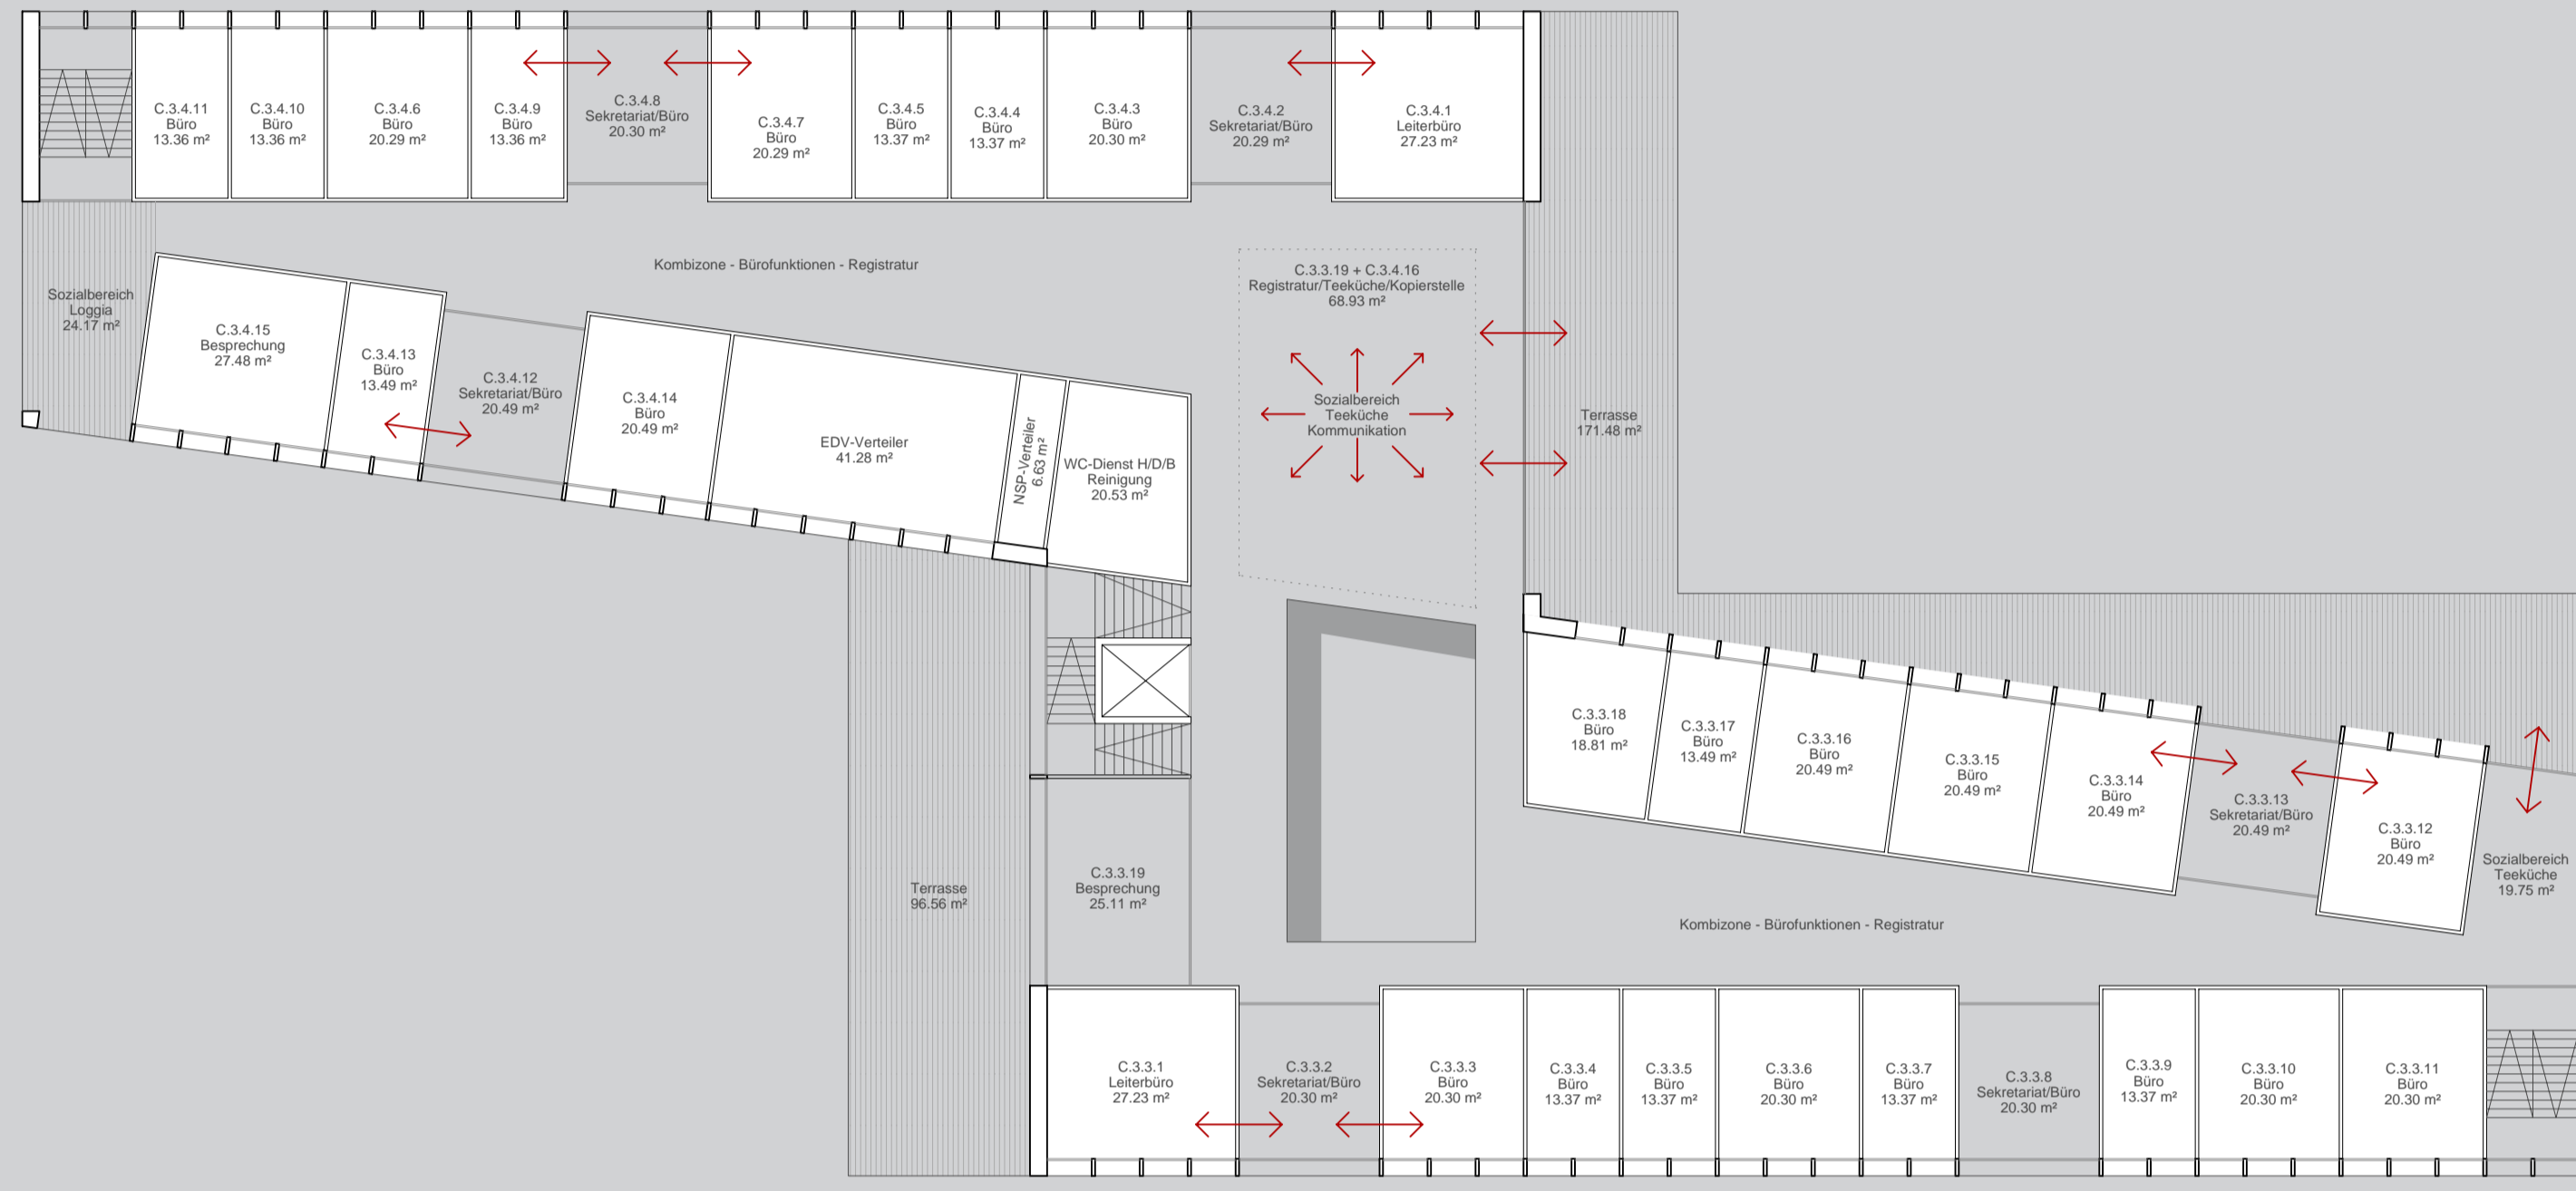 C.3.4.11
Büro
13.36 m²
C.3.4.10
Büro
13.36 m²
C.3.4.6
Büro
20.29 m²
C.3.4.9
Büro
13.36 m²
C.3.4.8
Sekretariat/Büro
20.30 m²
C.3.4.7
Büro
20.29 m²
C.3.4.5
Büro
13.37 m²
C.3.4.4
Büro
13.37 m²
C.3.4.3
Büro
20.30 m²
C.3.4.2
Sekretariat/Büro
20.29 m²
C.3.4.1
Leiterbüro
27.23 m²
Kombizone - Bürofunktionen - Registratur
C.3.3.19 + C.3.4.16
Registratur/Teeküche/Kopierstelle
68.93 m²
Sozialbereich
Loggia
24.17 m²
C.3.4.15
Besprechung
27.48 m²
C.3.4.13
Büro
13.49 m²
C.3.4.12
Sekretariat/Büro
20.49 m²
C.3.4.14
Büro
20.49 m²
EDV-Verteiler
41.28 m²
NSP-Verteiler
6.63 m²
WC-Dienst H/D/B
Reinigung
20.53 m²
Sozialbereich
Teeküche
Kommunikation
Terrasse
171.48 m²
C.3.3.18
Büro
18.81 m²
C.3.3.17
Büro
13.49 m²
C.3.3.16
Büro
20.49 m²
C.3.3.15
Büro
20.49 m²
C.3.3.14
Büro
20.49 m²
C.3.3.13
Sekretariat/Büro
20.49 m²
C.3.3.12
Büro
20.49 m²
Sozialbereich
Teeküche
19.75 m²
Terrasse
96.56 m²
C.3.3.19
Besprechung
25.11 m²
Kombizone - Bürofunktionen - Registratur
C.3.3.1
Leiterbüro
27.23 m²
C.3.3.2
Sekretariat/Büro
20.30 m²
C.3.3.3
Büro
20.30 m²
C.3.3.4
Büro
13.37 m²
C.3.3.5
Büro
13.37 m²
C.3.3.6
Büro
20.30 m²
C.3.3.7
Büro
13.37 m²
C.3.3.8
Sekretariat/Büro
20.30 m²
C.3.3.9
Büro
13.37 m²
C.3.3.10
Büro
20.30 m²
C.3.3.11
Büro
20.30 m²